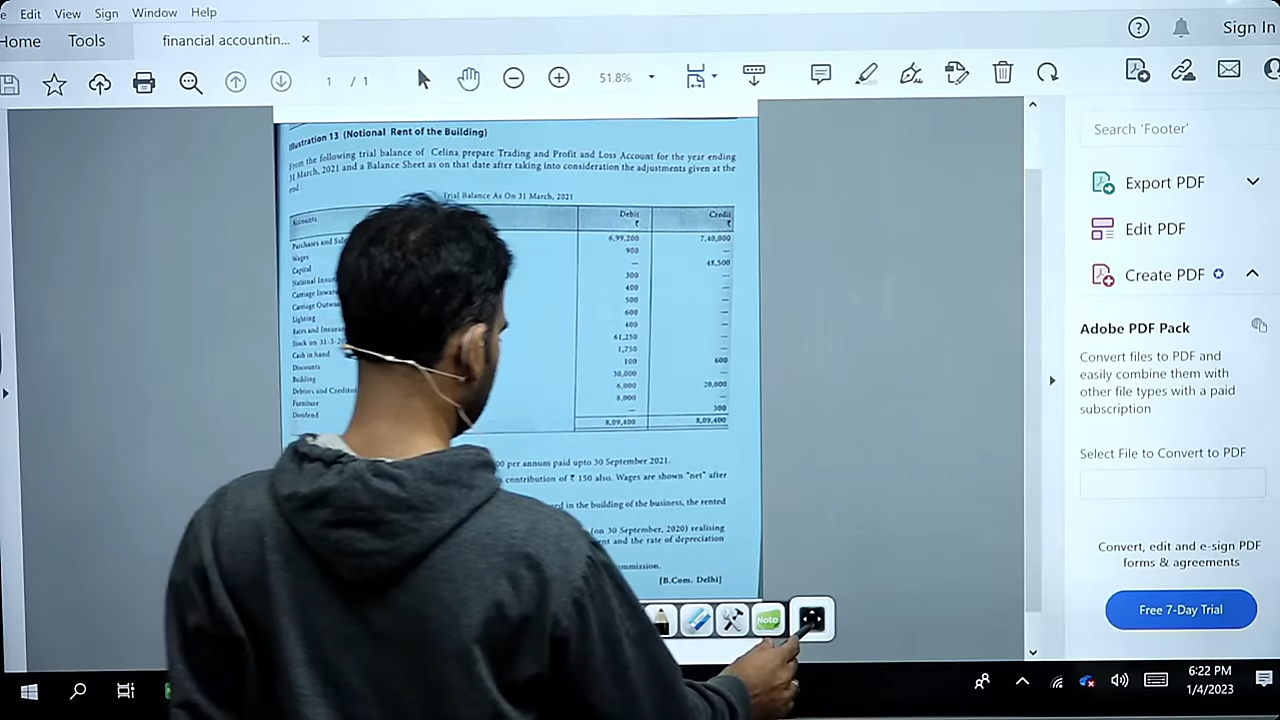 Edit View Sign Window Help
Home Tools financial accountin... ×
Sign In
1 / 1 51.8%
Illustration 13 (Notional Rent of the Building)
From the following trial balance of Celina prepare Trading and Profit and Loss Account for the year ending
31 March, 2021 and a Balance Sheet as on that date after taking into consideration the adjustments given at the
end
Trial Balance As On 31 March, 2021
Accounts Debit Credit
₹ ₹
Purchases and 6,99,200 7,40,000
Wages 900 —
Capital — 48,500
National 300 —
Carriage 400 —
Carriage 500 —
Lighting 600 —
Rates and 400 —
Stock on 61,250 —
Cash in hand 1,750 —
Discounts 100 600
Building 30,000 —
Debtors and 6,000 20,000
Furniture 8,000 —
Dividend — 300
8,09,400 8,09,400
00 per annum paid upto 30 September 2021.
contribution of ₹ 150 also. Wages are shown "net" after
in the building of the business, the rented
(on 30 September, 2020) realising
and the rate of depreciation
[B.Com. Delhi]
Note
Search 'Footer'
Export PDF
Edit PDF
Create PDF
Adobe PDF Pack
Convert files to PDF and
easily combine them with
other file types with a paid
subscription
Select File to Convert to PDF
Convert, edit and e-sign PDF
forms & agreements
Free 7-Day Trial
6:22 PM
1/4/2023